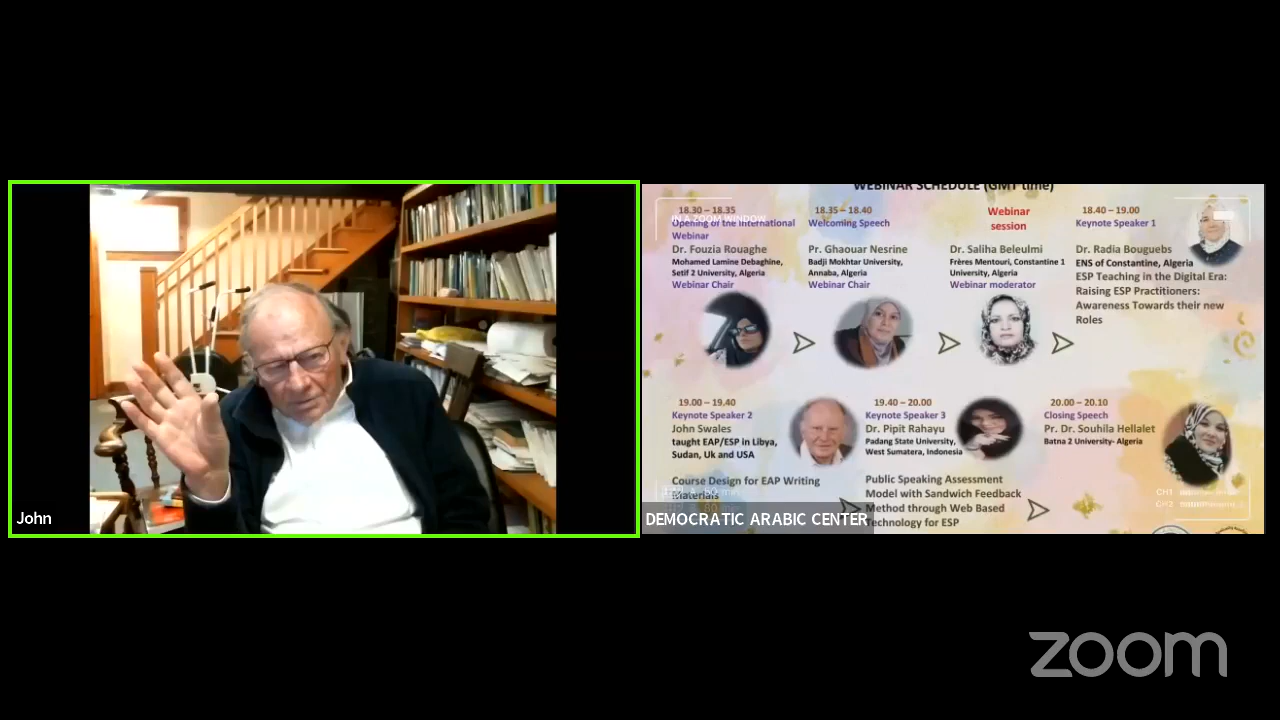 WEBINAR SCHEDULE (GMT time)
18.30 – 18.35
Opening of the International
Webinar
Dr. Fouzia Rouaghe
Mohamed Lamine Debaghine,
Setif 2 University, Algeria
Webinar Chair
IN A ZOOM WINDOW
18.35 – 18.40
Welcoming Speech
Pr. Ghaouar Nesrine
Badji Mokhtar University,
Annaba, Algeria
Webinar Chair
Webinar
session
Dr. Saliha Beleulmi
Frères Mentouri, Constantine 1
University, Algeria
Webinar moderator
18.40 – 19.00
Keynote Speaker 1
Dr. Radia Bouguebs
ENS of Constantine, Algeria
ESP Teaching in the Digital Era:
Raising ESP Practitioners:
Awareness Towards their new
Roles
19.00 – 19,40
Keynote Speaker 2
John Swales
taught EAP/ESP in Libya,
Sudan, Uk and USA
Course Design for EAP Writing
Materials
19.40 – 20.00
Keynote Speaker 3
Dr. Pipit Rahayu
Padang State University,
West Sumatera, Indonesia
Public Speaking Assessment
Model with Sandwich Feedback
Method through Web Based
Technology for ESP
20.00 – 20.10
Closing Speech
Pr. Dr. Souhila Hellalet
Batna 2 University- Algeria
CH1
CH2
John
DEMOCRATIC ARABIC CENTER
zoom